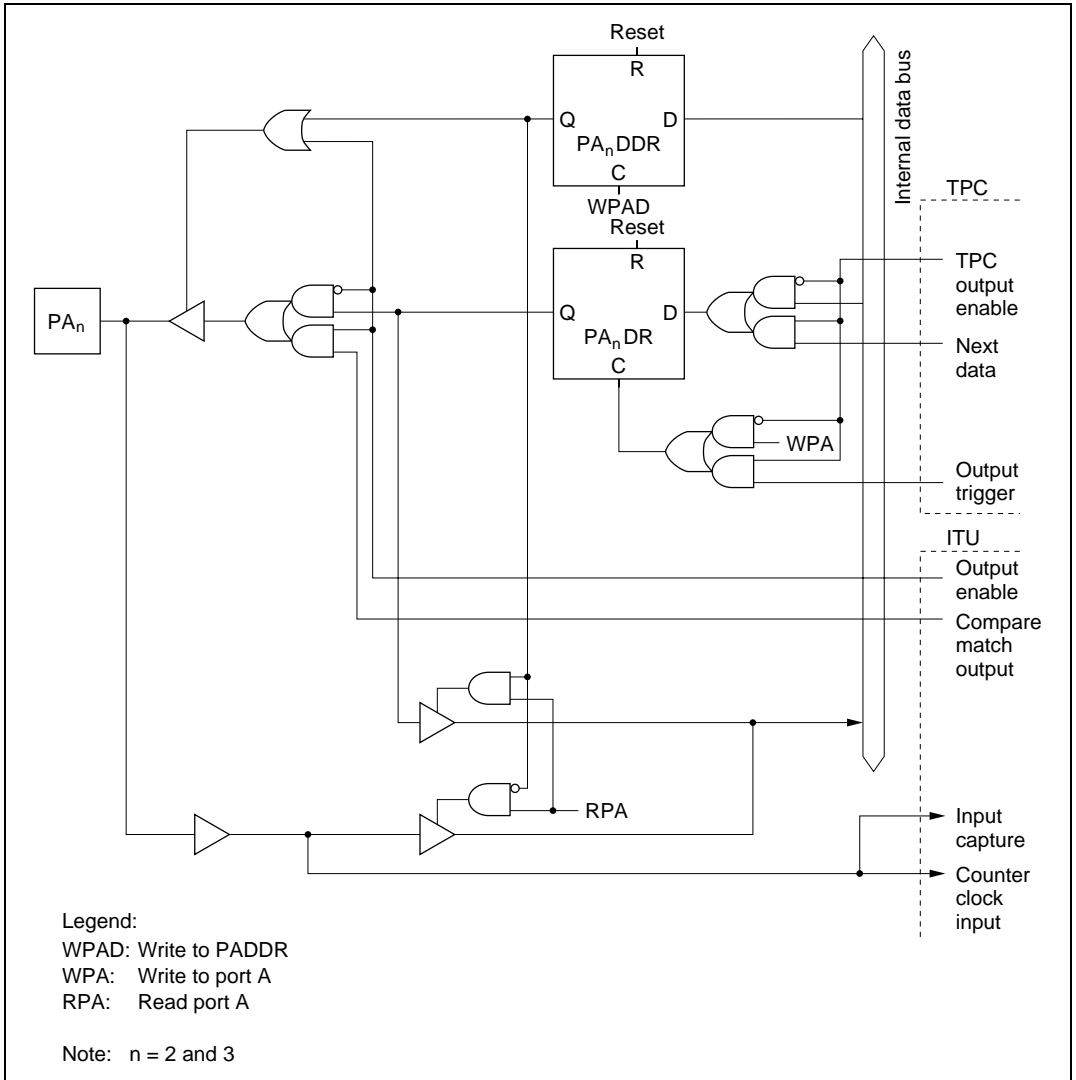 Reset
R
Q
D
PAnDDR
C
WPAD
Internal data bus
TPC
Reset
R
TPC
output
enable
PAn
Q
D
PAnDR
C
Next
data
WPA
Output
trigger
ITU
Output
enable
Compare
match
output
RPA
Input
capture
Counter
clock
input
Legend:
WPAD: Write to PADDR
WPA: Write to port A
RPA: Read port A
Note: n = 2 and 3